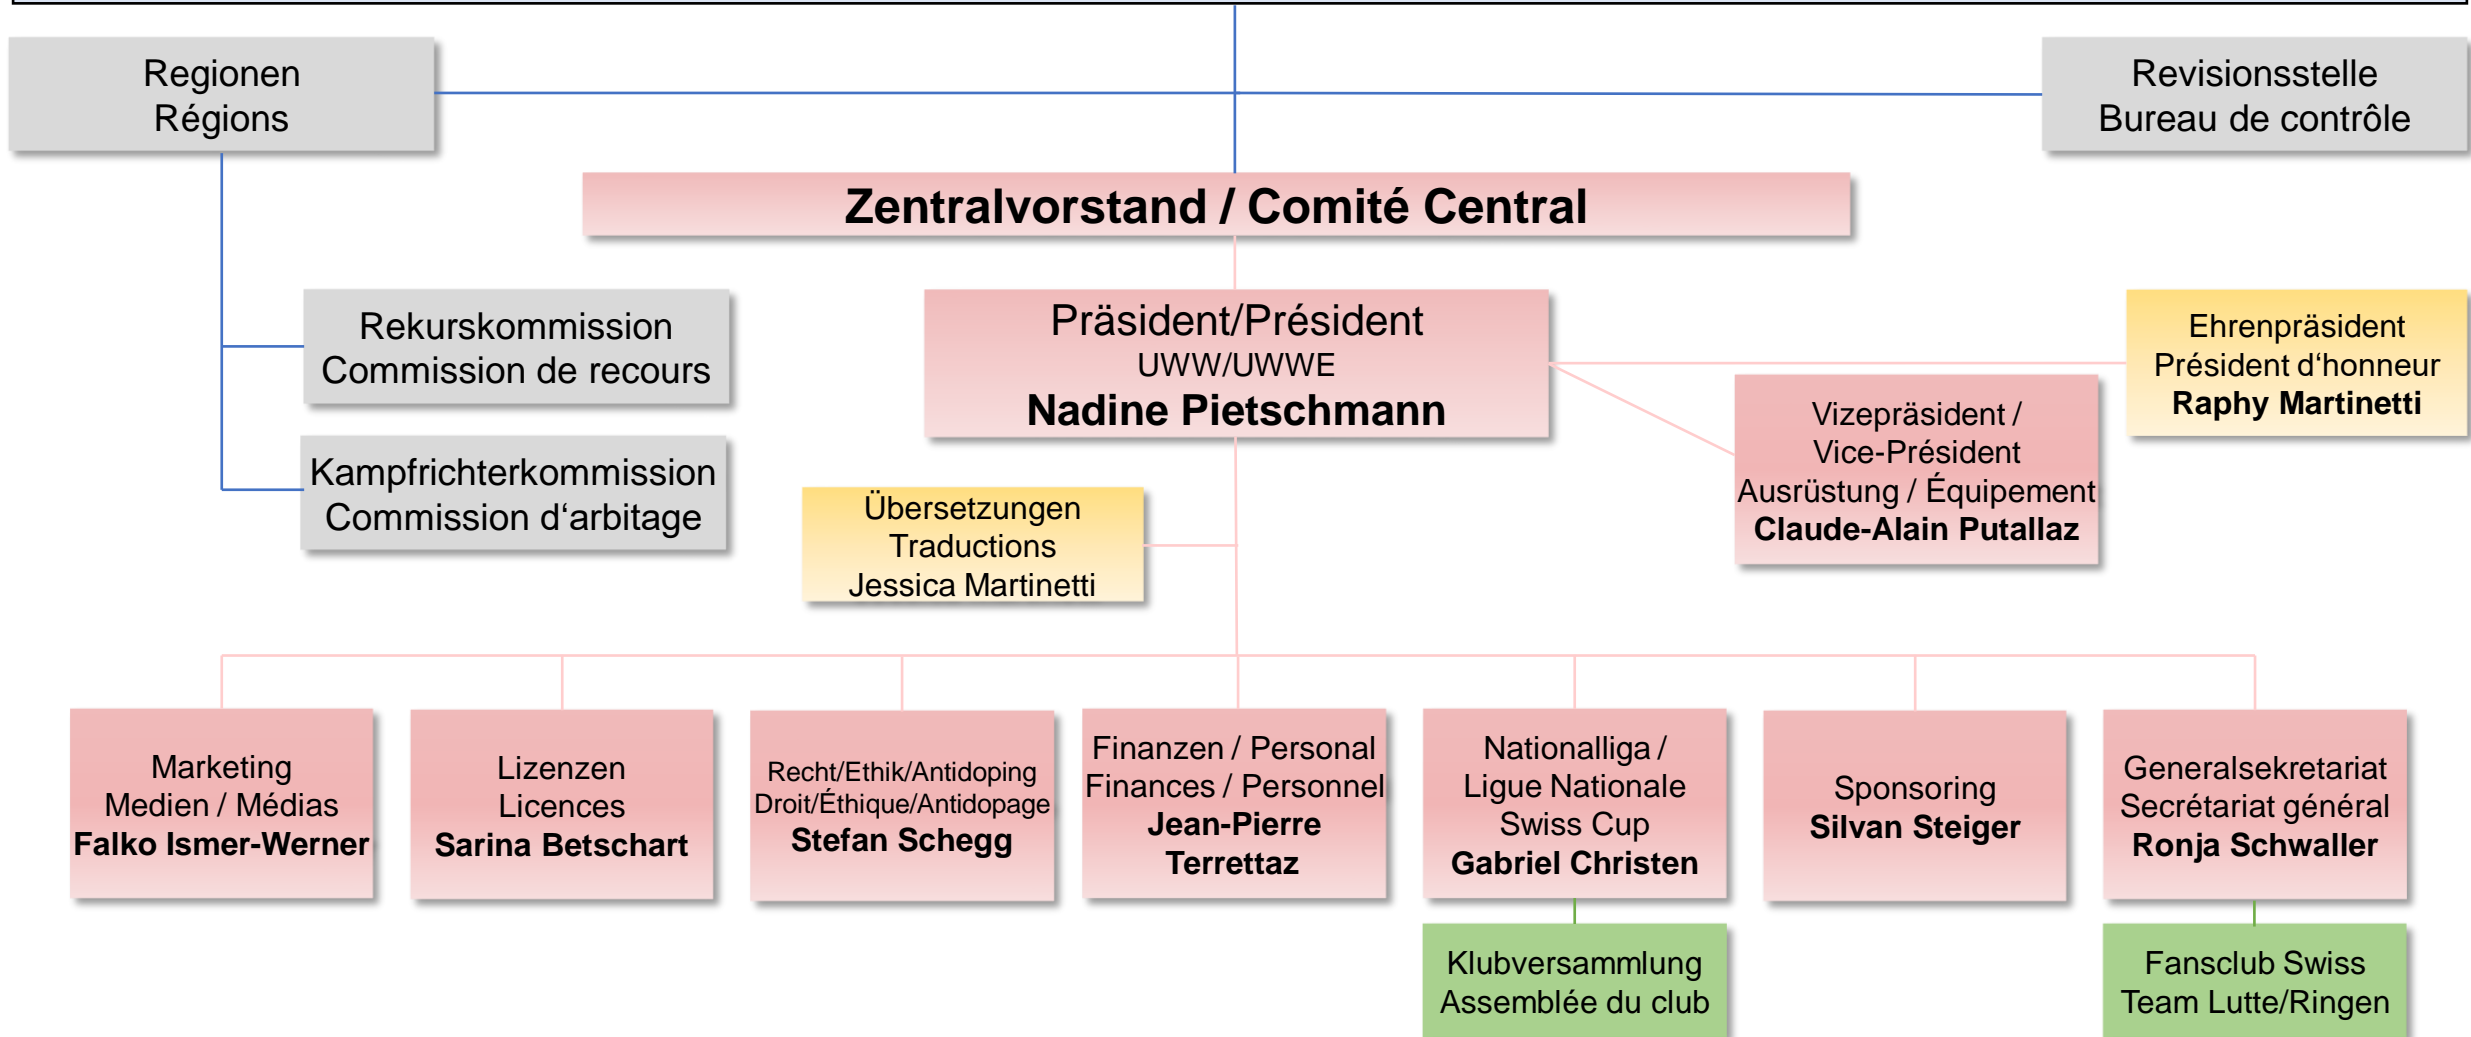 Regionen
Régions
Revisionsstelle
Bureau de contrôle
Zentralvorstand / Comité Central
Rekurskommission
Commission de recours
Präsident/Président
UWW/UWWE
Nadine Pietschmann
Ehrenpräsident
Président d‘honneur
Raphy Martinetti
Vizepräsident /
Vice-Président
Ausrüstung / Équipement
Claude-Alain Putallaz
Kampfrichterkommission
Commission d‘arbitage
Übersetzungen
Traductions
Jessica Martinetti
Marketing
Medien / Médias
Falko Ismer-Werner
Lizenzen
Licences
Sarina Betschart
Recht/Ethik/Antidoping
Droit/Éthique/Antidopage
Stefan Schegg
Finanzen / Personal
Finances / Personnel
Jean-Pierre
Terrettaz
Nationalliga /
Ligue Nationale
Swiss Cup
Gabriel Christen
Sponsoring
Silvan Steiger
Generalsekretariat
Secrétariat général
Ronja Schwaller
Klubversammlung
Assemblée du club
Fansclub Swiss
Team Lutte/Ringen